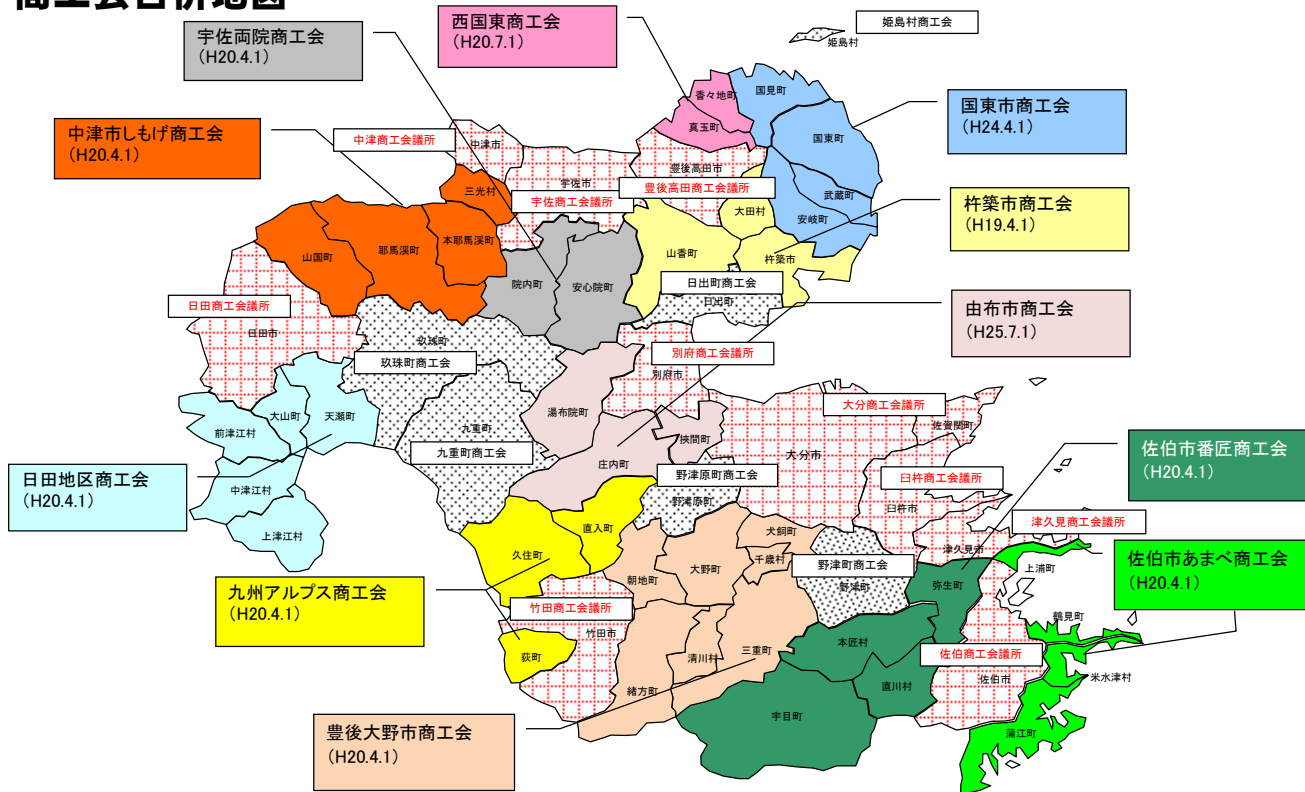 商工会合併地図
西国東商工会
(H20.7.1)
姫島村商工会
姫島村
宇佐両院商工会
(H20.4.1)
香々地町
国見町
真玉町
国東市商工会
(H24.4.1)
中津市しもげ商工会
(H20.4.1)
中津商工会議所
中津市
国東町
豊後高田市
宇佐市
豊後高田商工会議所
三光村
宇佐商工会議所
武蔵町
大田村
安岐町
杵築市商工会
(H19.4.1)
本耶馬溪町
耶馬溪町
山国町
山香町
杵築市
院内町
安心院町
日出町商工会
日出町
日田商工会議所
日田市
由布市商工会
(H25.7.1)
玖珠町
玖珠町商工会
別府商工会議所
別府市
大山町
天瀬町
前津江村
湯布院町
大分商工会議所
佐賀関町
九重町
九重町商工会
挾間町
大分市
庄内町
佐伯市番匠商工会
(H20.4.1)
日田地区商工会
(H20.4.1)
中津江村
野津原町商工会
野津原町
臼杵商工会議所
臼杵市
上津江村
直入町
久住町
犬飼町
津久見商工会議所
津久見市
千歳村
大野町
野津町商工会
野津町
上浦町
佐伯市あまべ商工会
(H20.4.1)
朝地町
弥生町
九州アルプス商工会
(H20.4.1)
竹田商工会議所
竹田市
鶴見町
本匠村
佐伯商工会議所
佐伯市
荻町
清川村
三重町
米水津村
緒方町
直川村
宇目町
蒲江町
豊後大野市商工会
(H20.4.1)